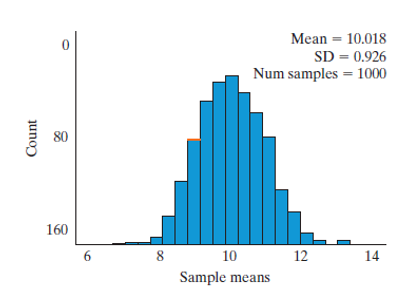 Mean = 10.018
SD = 0.926
Num samples = 1000
0
80
160
Count
6 8 10 12 14
Sample means